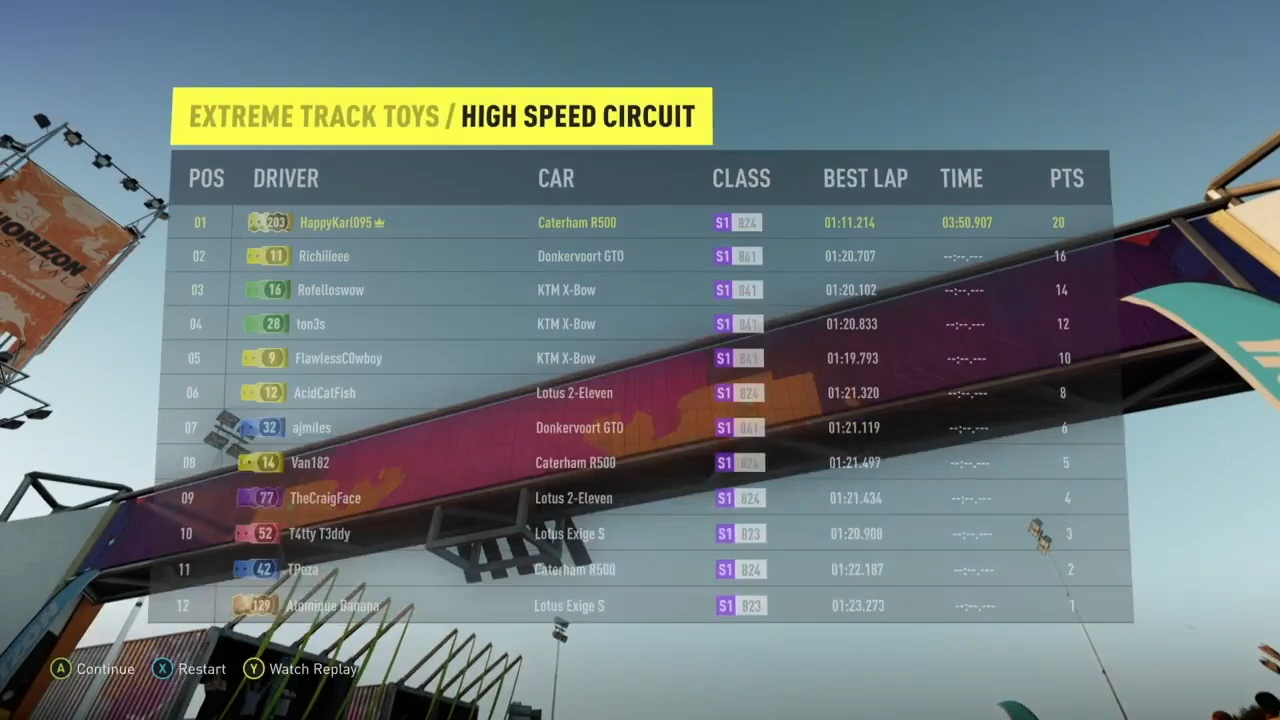 EXTREME TRACK TOYS / HIGH SPEED CIRCUIT
POS DRIVER CAR CLASS BEST LAP TIME PTS
01 203 HappyKarl095 Caterham R500 S1 824 01:11.214 03:50.907 20
02 11 Richiiieee Donkervoort GTO S1 861 01:20.707 --:--.--- 16
03 16 Rofelloswow KTM X-Bow S1 841 01:20.102 --:--.--- 14
04 28 ton3s KTM X-Bow S1 841 01:20.833 --:--.--- 12
05 9 FlawlessC0wboy KTM X-Bow S1 841 01:19.793 --:--.--- 10
06 12 AcidCatFish Lotus 2-Eleven S1 824 01:21.320 --:--.--- 8
07 32 ajmiles Donkervoort GTO S1 01:21.119 --:--.--- 6
08 14 Van182 Caterham R500 S1 824 01:21.497 --:--.--- 5
09 77 TheCraigFace Lotus 2-Eleven S1 824 01:21.434 --:--.--- 4
10 52 T4tty T3ddy Lotus Exige S S1 823 01:20.908 --:--.--- 3
11 42 TPeza Caterham R500 S1 824 01:22.187 --:--.--- 2
12 129 Atomique Banana Lotus Exige S S1 823 01:23.273 --:--.--- 1
HORIZON
FESTIVAL
A Continue X Restart Y Watch Replay